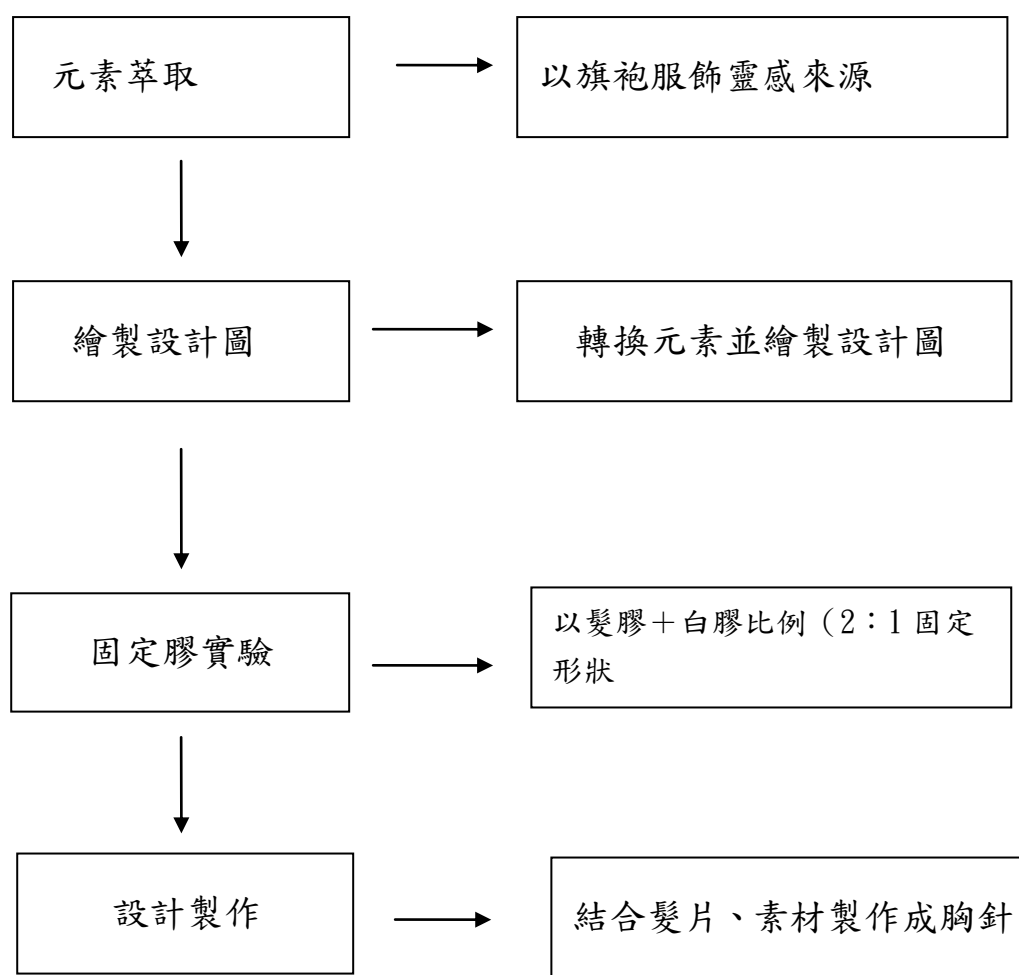 元素萃取
以旗袍服飾靈感來源
繪製設計圖
轉換元素並繪製設計圖
固定膠實驗
以髮膠＋白膠比例（2：1 固定
形狀
設計製作
結合髮片、素材製作成胸針